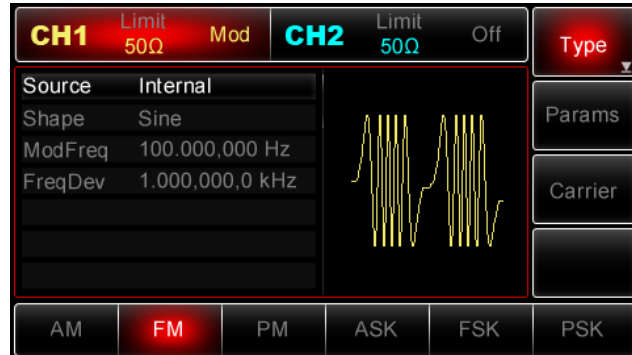 CH1 Limit 50Ω Mod CH2 Limit 50Ω Off Type
Source Internal
Shape Sine
ModFreq 100.000,000 Hz
FreqDev 1.000,000,0 kHz
Params
Carrier
AM FM PM ASK FSK PSK